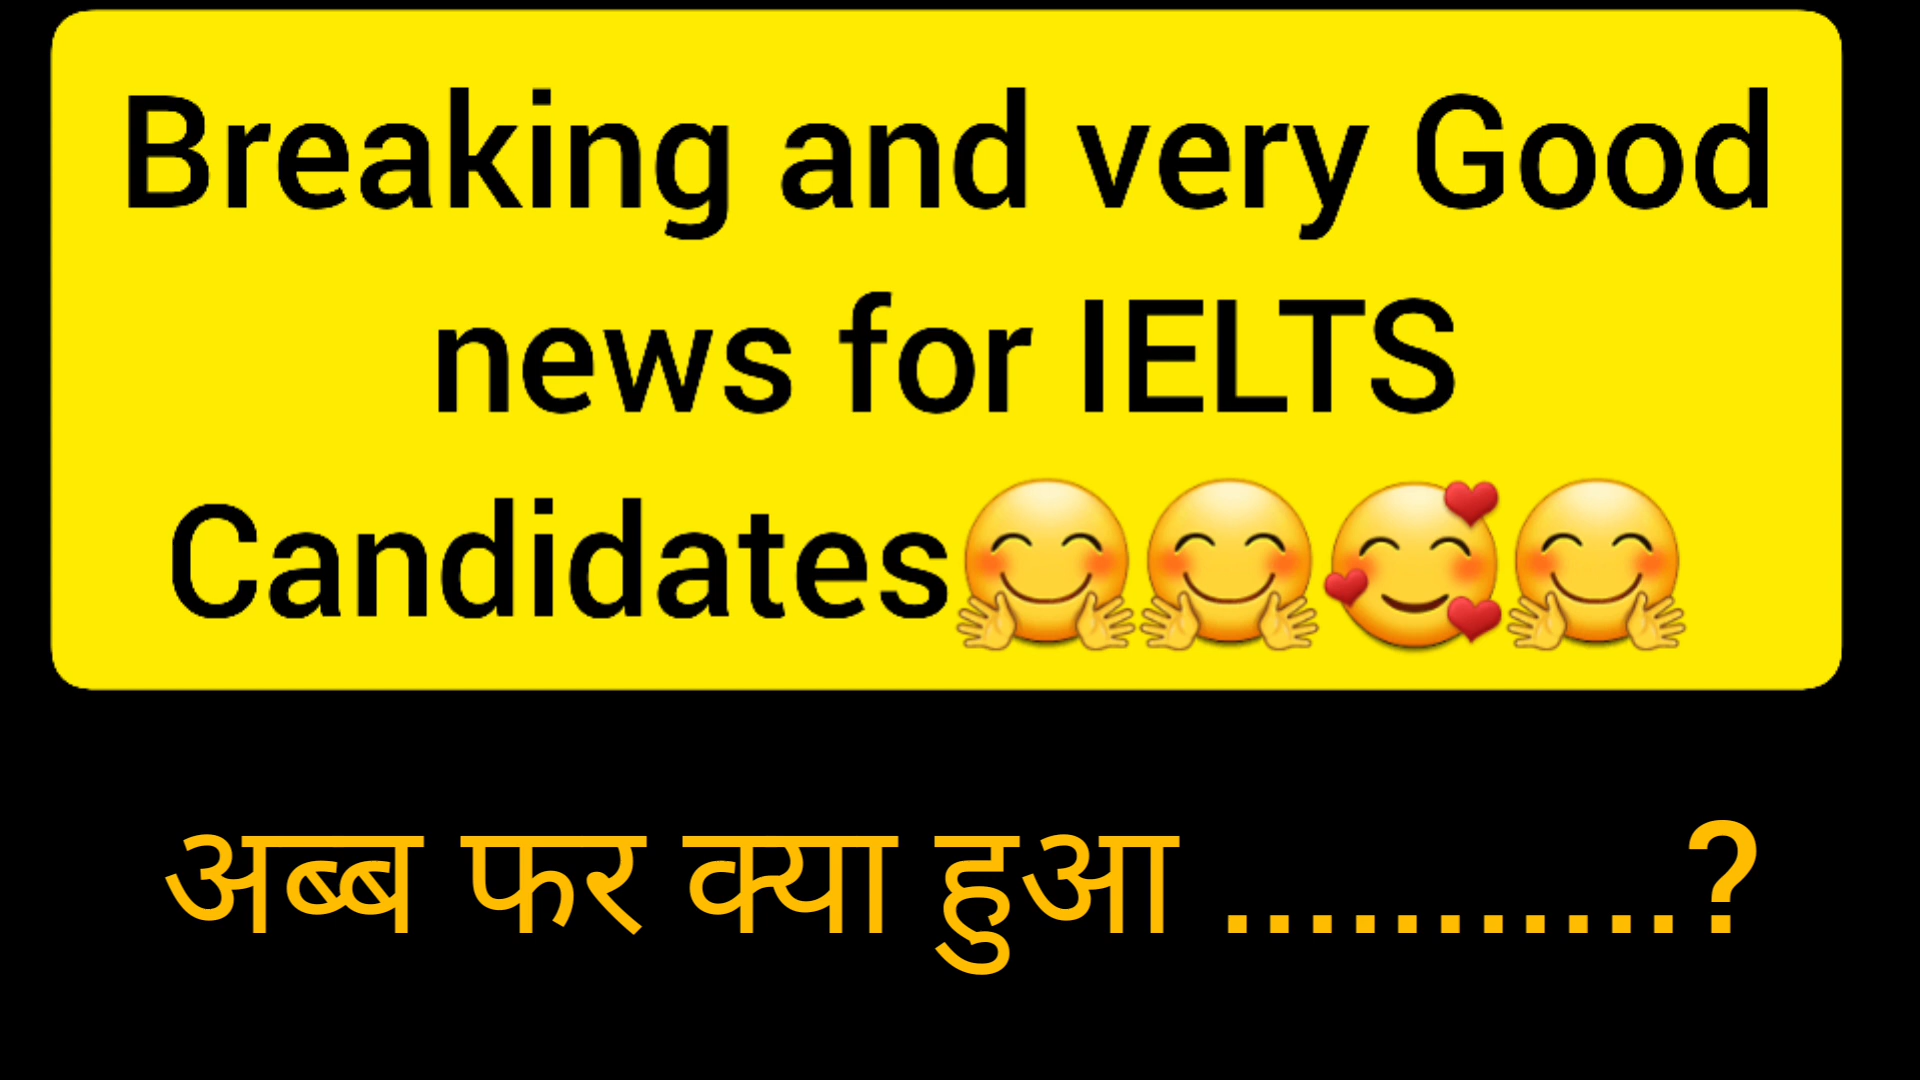 Breaking and very Good
news for IELTS
Candidates🤗🤗🥰🤗
अब्ब फर क्या हुआ ...........?